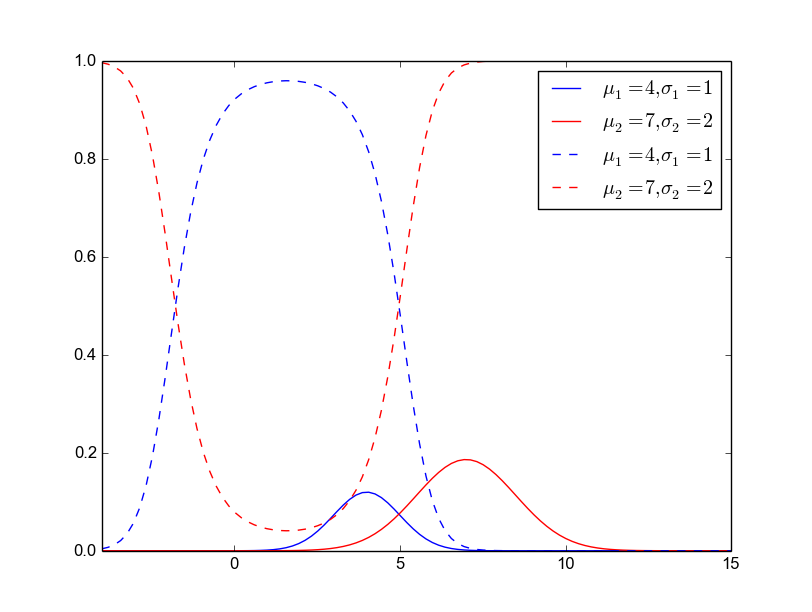 1.0
0.8
0.6
0.4
0.2
0.0
0 5 10 15
μ₁ = 4,σ₁ = 1
μ₂ = 7,σ₂ = 2
μ₁ = 4,σ₁ = 1
μ₂ = 7,σ₂ = 2